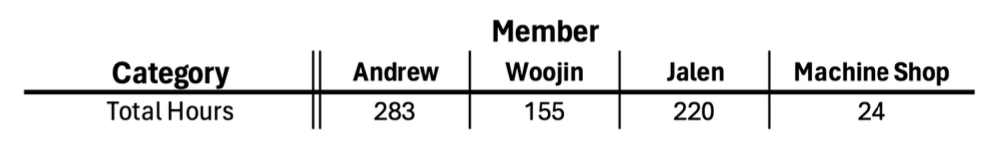 Member
Category Andrew Woojin Jalen Machine Shop
Total Hours 283 155 220 24